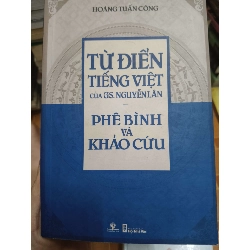 HOÀNG TUẤN CÔNG
TỪ ĐIỂN
TIẾNG VIỆT
CỦA GS. NGUYỄN LÂN
PHÊ BÌNH
VÀ
KHẢO CỨU